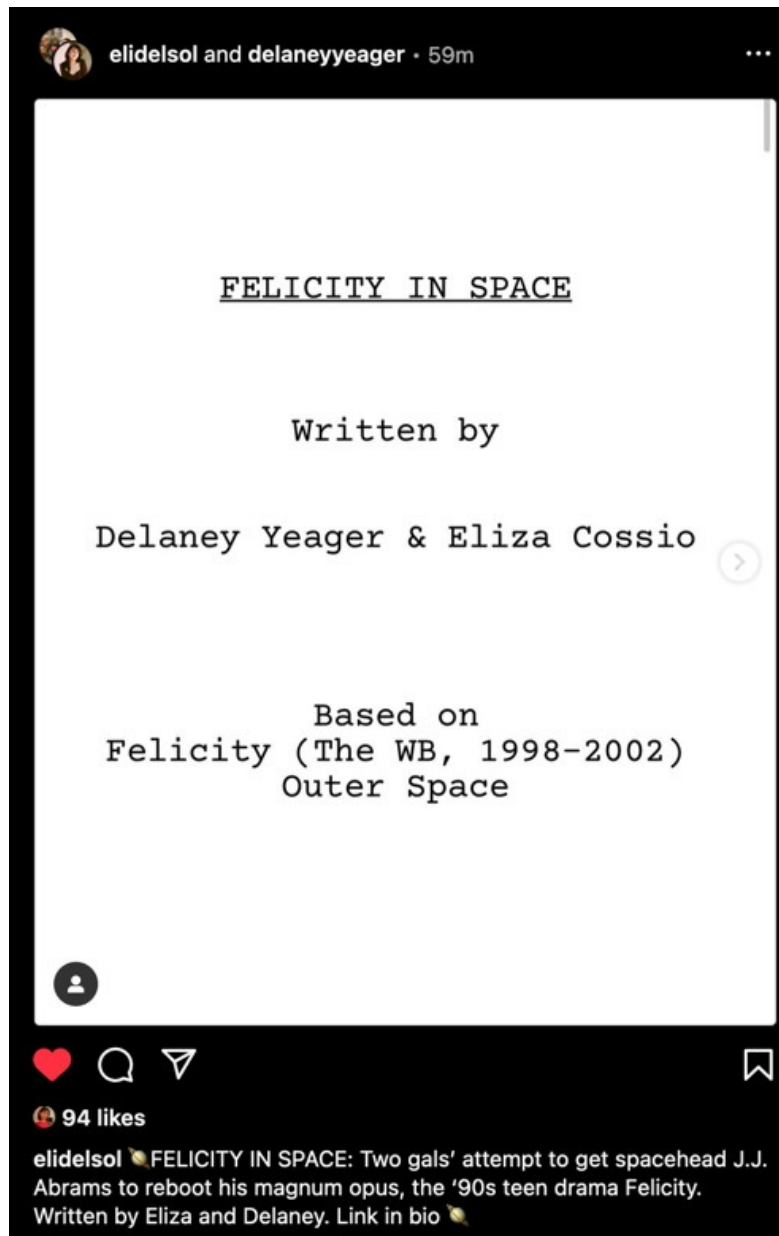 elidelsol and delaneyyeager • 59m
FELICITY IN SPACE
Written by
Delaney Yeager & Eliza Cossio
Based on
Felicity (The WB, 1998-2002)
Outer Space
94 likes
elidelsol 🪐FELICITY IN SPACE: Two gals’ attempt to get spacehead J.J.
Abrams to reboot his magnum opus, the ‘90s teen drama Felicity.
Written by Eliza and Delaney. Link in bio 🪐